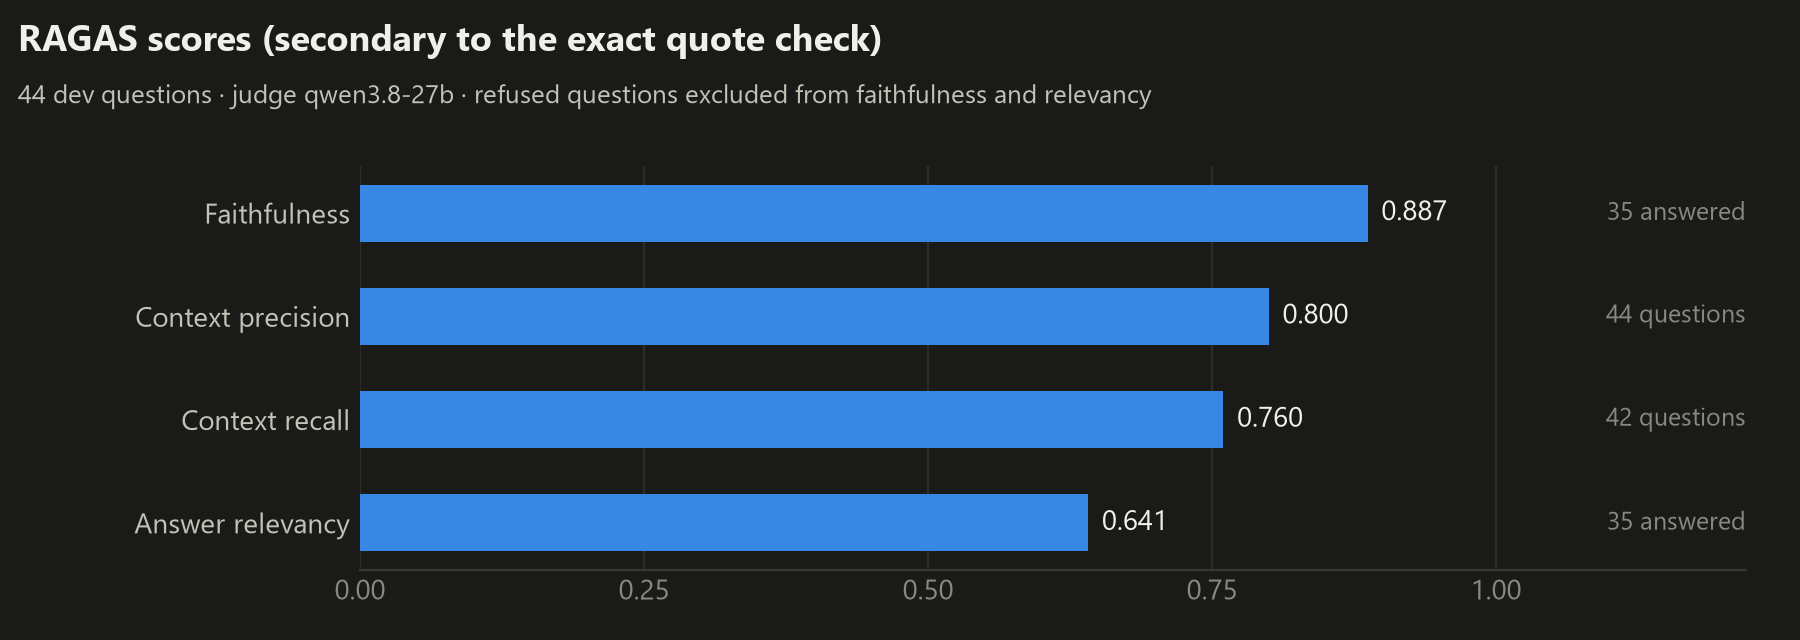 RAGAS scores (secondary to the exact quote check)
44 dev questions · judge qwen3.8-27b · refused questions excluded from faithfulness and relevancy
Faithfulness 0.887 35 answered
Context precision 0.800 44 questions
Context recall 0.760 42 questions
Answer relevancy 0.641 35 answered
0.00 0.25 0.50 0.75 1.00